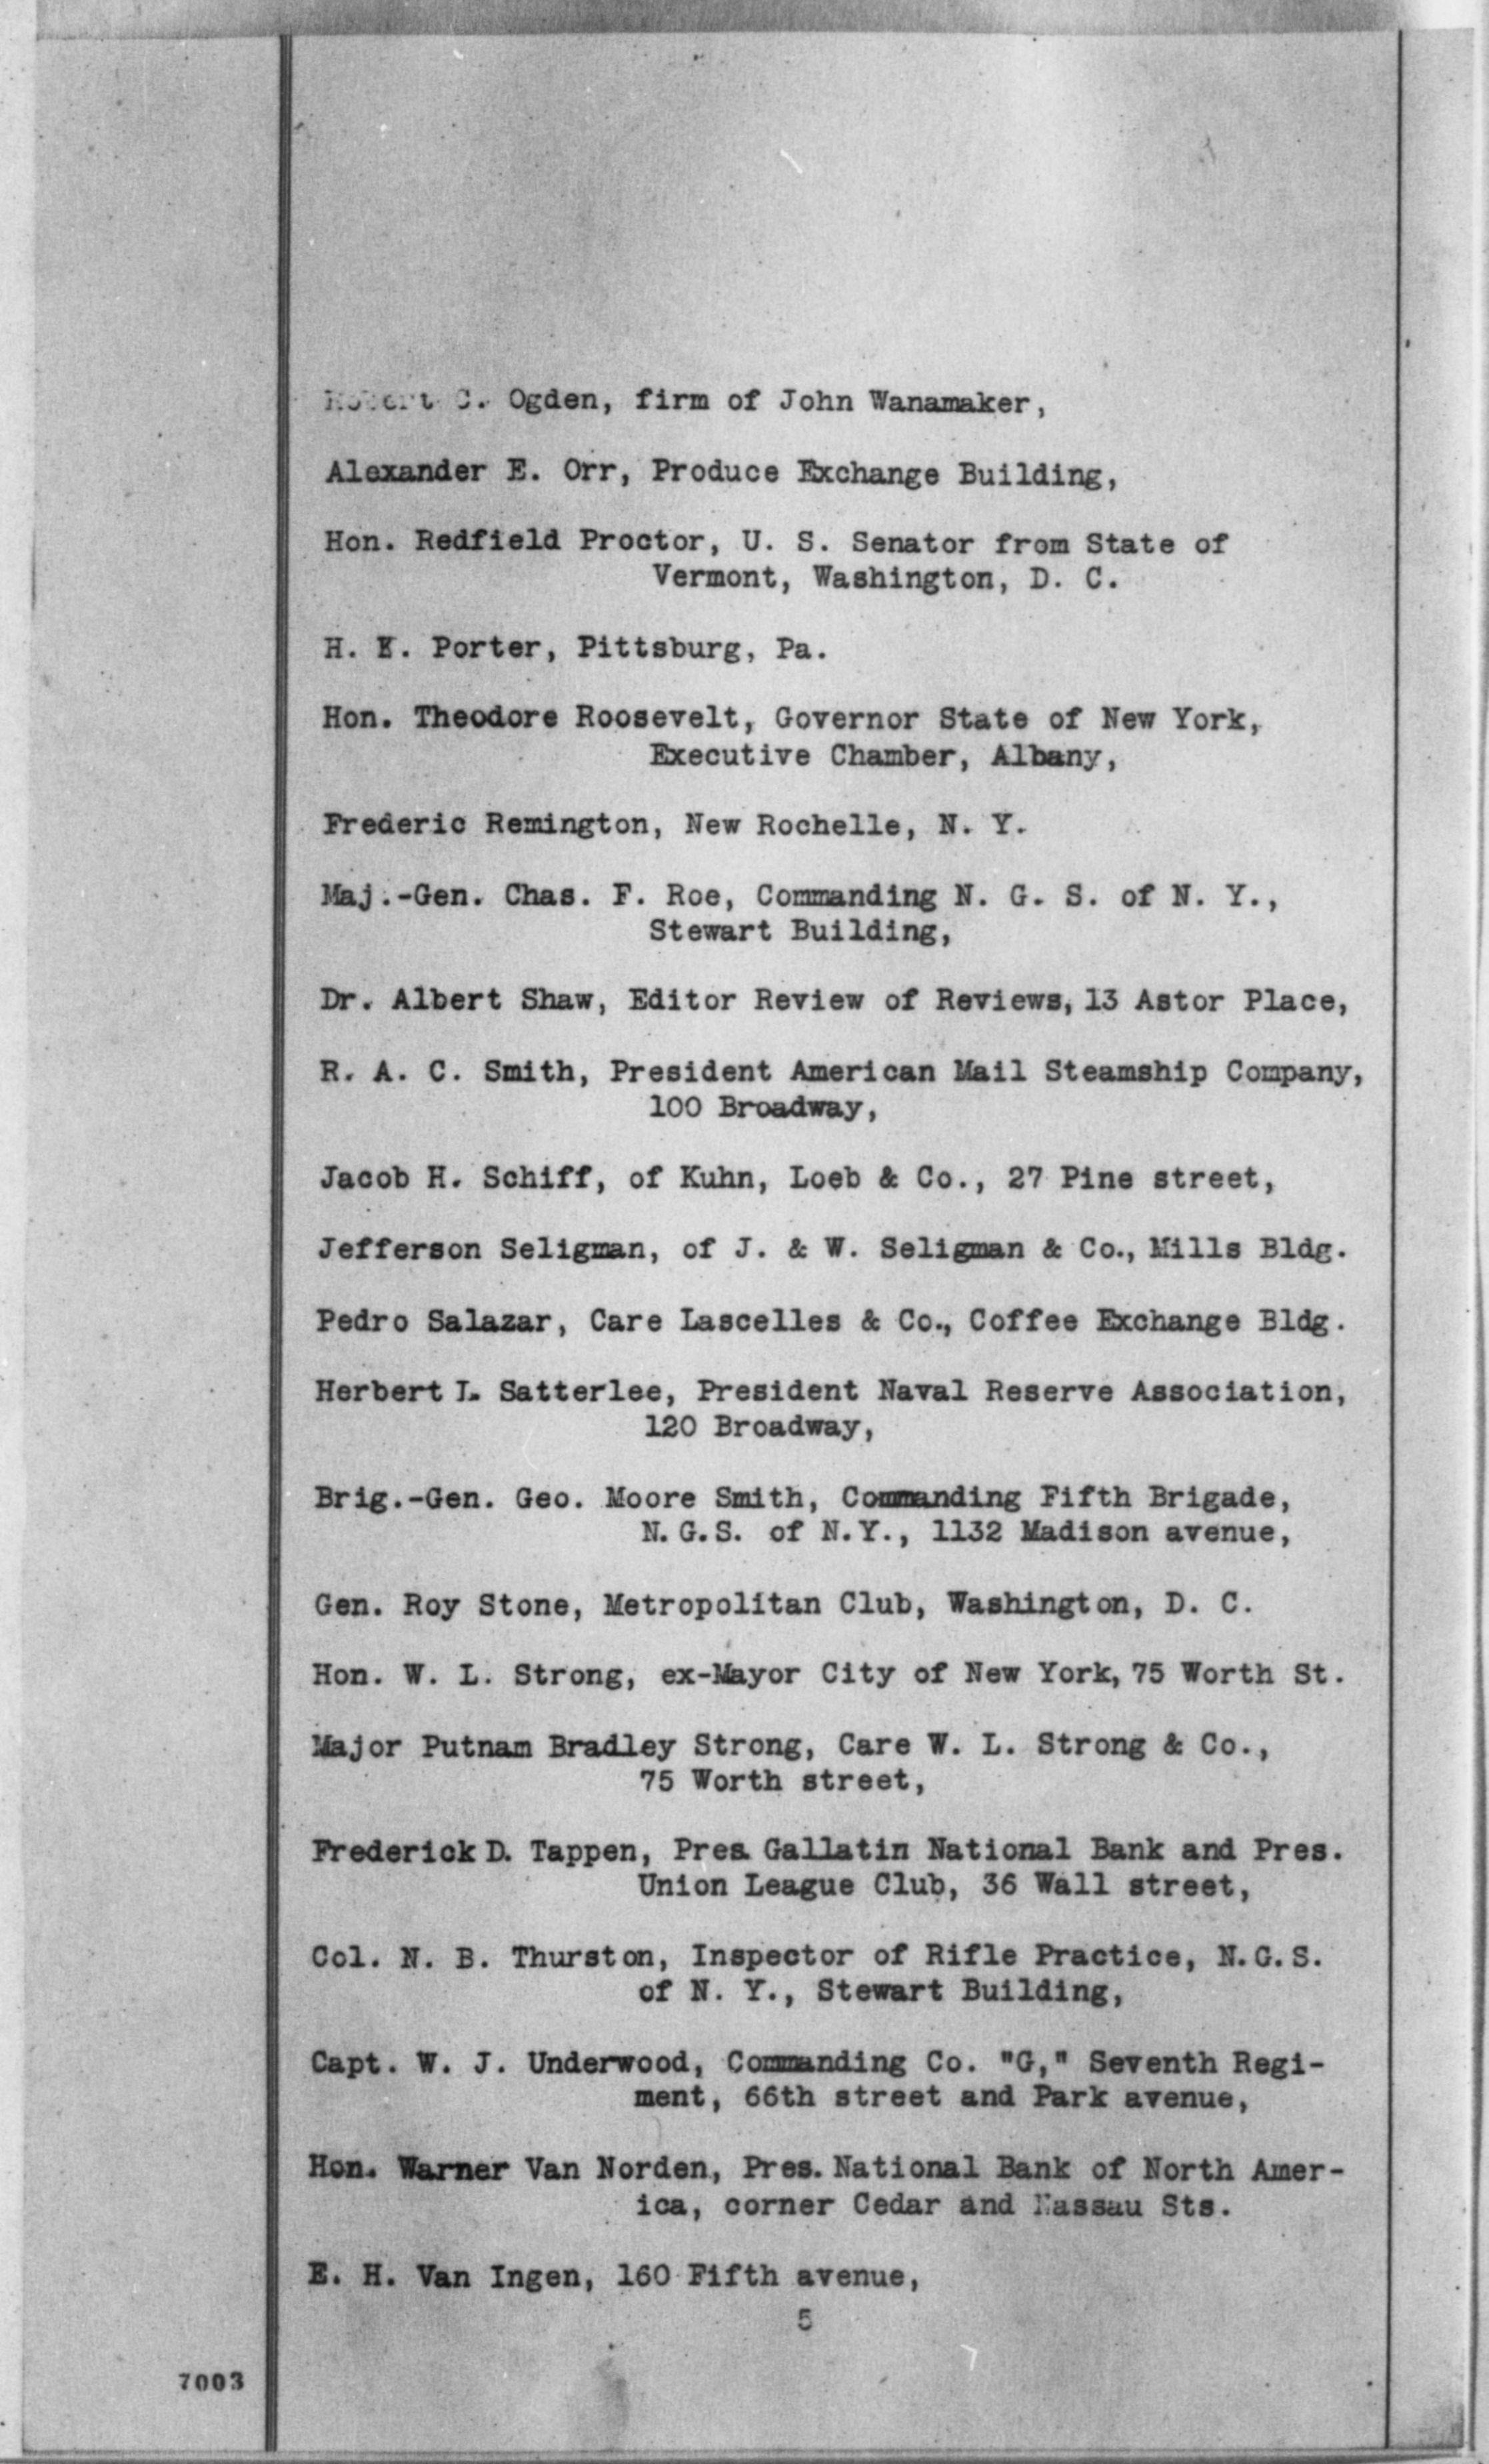 Robert C. Ogden, firm of John Wanamaker,
Alexander E. Orr, Produce Exchange Building,
Hon. Redfield Proctor, U. S. Senator from State of
Vermont, Washington, D. C.
H. K. Porter, Pittsburg, Pa.
Hon. Theodore Roosevelt, Governor State of New York,
Executive Chamber, Albany,
Frederic Remington, New Rochelle, N. Y.
Maj.-Gen. Chas. F. Roe, Commanding N. G. S. of N. Y.,
Stewart Building,
Dr. Albert Shaw, Editor Review of Reviews, 13 Astor Place,
R. A. C. Smith, President American Mail Steamship Company,
100 Broadway,
Jacob H. Schiff, of Kuhn, Loeb & Co., 27 Pine street,
Jefferson Seligman, of J. & W. Seligman & Co., Mills Bldg.
Pedro Salazar, Care Lascelles & Co., Coffee Exchange Bldg.
Herbert L. Satterlee, President Naval Reserve Association,
120 Broadway,
Brig.-Gen. Geo. Moore Smith, Commanding Fifth Brigade,
N.G.S. of N.Y., 1132 Madison avenue,
Gen. Roy Stone, Metropolitan Club, Washington, D. C.
Hon. W. L. Strong, ex-Mayor City of New York, 75 Worth St.
Major Putnam Bradley Strong, Care W. L. Strong & Co.,
75 Worth street,
Frederick D. Tappen, Pres. Gallatin National Bank and Pres.
Union League Club, 36 Wall street,
Col. N. B. Thurston, Inspector of Rifle Practice, N.G.S.
of N. Y., Stewart Building,
Capt. W. J. Underwood, Commanding Co. "G," Seventh Regi-
ment, 66th street and Park avenue,
Hon. Warner Van Norden, Pres. National Bank of North Amer-
ica, corner Cedar and Nassau Sts.
E. H. Van Ingen, 160 Fifth avenue,
5
7003